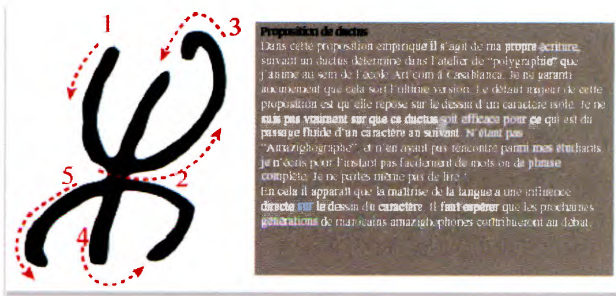 1
3
5
2
4
Proposition de ductus
Dans cette proposition empirique il s'agit de ma propre écriture,
suivant un ductus déterminé dans l'atelier de "polygraphie" que
j'anime au sein de l'école Art'com à Casablanca. Je ne garanti
aucunement que cela soit l'ultime version. Le défaut majeur de cette
proposition est qu'elle repose sur le dessin d'un caractère isolé. Je ne
suis pas vraiment sur que ce ductus soit efficace pour ce qui est du
passage fluide d'un caractère au suivant. N'étant pas
"Amazighographe", et n'en ayant pas rencontré parmi mes étudiants
je n'écris pour l'instant pas facilement de mots ou de phrase
complète. Je ne parles même pas de lire !
En cela il apparaît que la maîtrise de la langue a une influence
directe sur le dessin du caractère. Il faut espérer que les prochaines
générations de marocains amazighophones contribueront au débat.